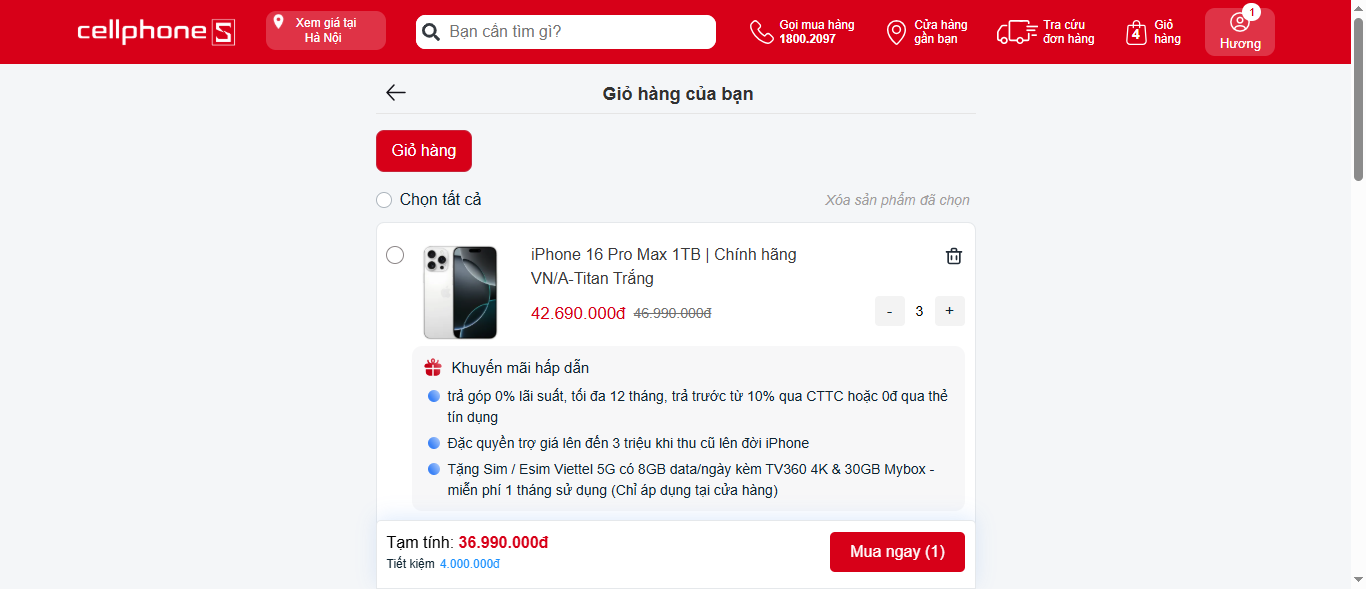 cellphoneS
Xem giá tại
Hà Nội
Bạn cần tìm gì?
Gọi mua hàng
1800.2097
Cửa hàng
gần bạn
Tra cứu
đơn hàng
4
Giỏ
hàng
1
Hương
Giỏ hàng của bạn
Giỏ hàng
Chọn tất cả
Xóa sản phẩm đã chọn
iPhone 16 Pro Max 1TB | Chính hãng
VN/A-Titan Trắng
42.690.000đ 46.990.000đ
- 3 +
Khuyến mãi hấp dẫn
trả góp 0% lãi suất, tối đa 12 tháng, trả trước từ 10% qua CTTC hoặc 0đ qua thẻ
tín dụng
Đặc quyền trợ giá lên đến 3 triệu khi thu cũ lên đời iPhone
Tặng Sim / Esim Viettel 5G có 8GB data/ngày kèm TV360 4K & 30GB Mybox -
miễn phí 1 tháng sử dụng (Chỉ áp dụng tại cửa hàng)
Tạm tính: 36.990.000đ
Tiết kiệm 4.000.000đ
Mua ngay (1)